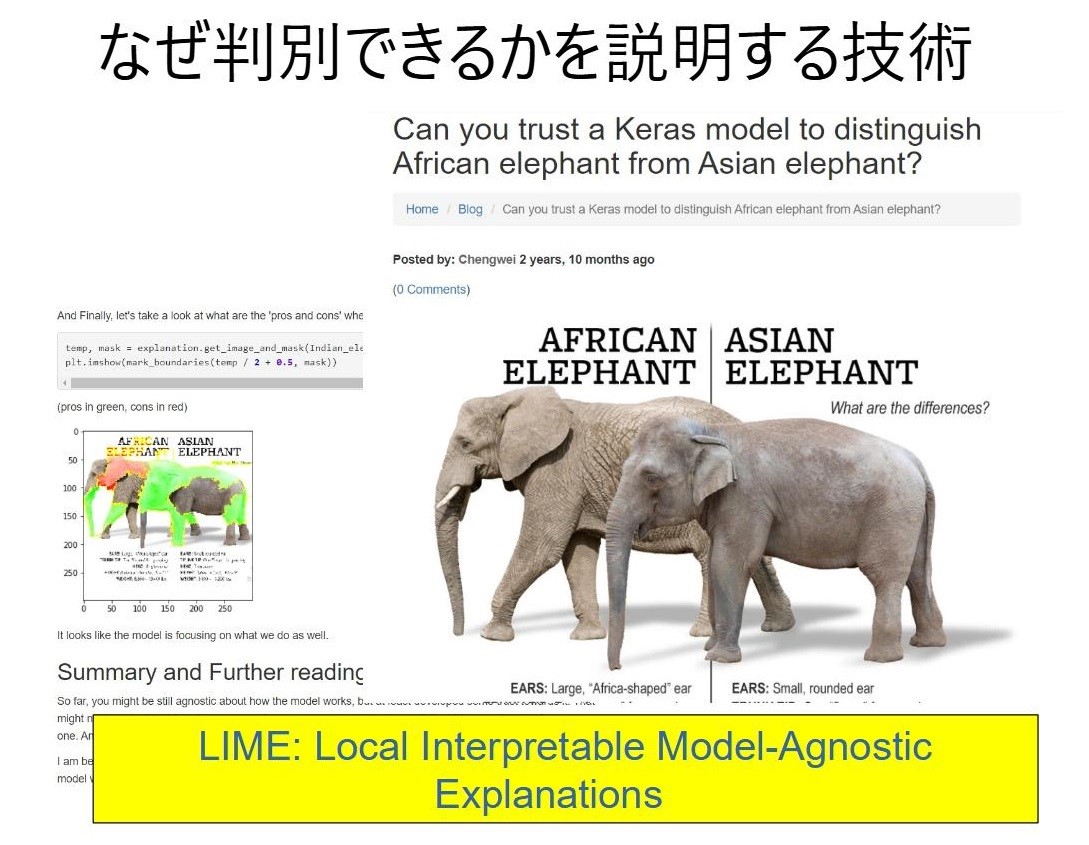 なぜ判別できるかを説明する技術
Can you trust a Keras model to distinguish
African elephant from Asian elephant?
Home / Blog / Can you trust a Keras model to distinguish African elephant from Asian elephant?
Posted by: Chengwei 2 years, 10 months ago
(0 Comments)
AFRICAN ELEPHANT
ASIAN ELEPHANT
What are the differences?
EARS: Large, “Africa-shaped” ear
EARS: Small, rounded ear
And Finally, let's take a look at what are the 'pros and cons' whe
temp, mask = explanation.get_image_and_mask(Indian_ele
plt.imshow(mark_boundaries(temp / 2 + 0.5, mask))
(pros in green, cons in red)
AFRICAN ASIAN
ELEPHANT ELEPHANT
0
50
100
150
200
250
0 50 100 150 200 250
It looks like the model is focusing on what we do as well.
Summary and Further reading
So far, you might be still agnostic about how the model works, but at least developed
might n
one. An
I am be
model
LIME: Local Interpretable Model-Agnostic
Explanations